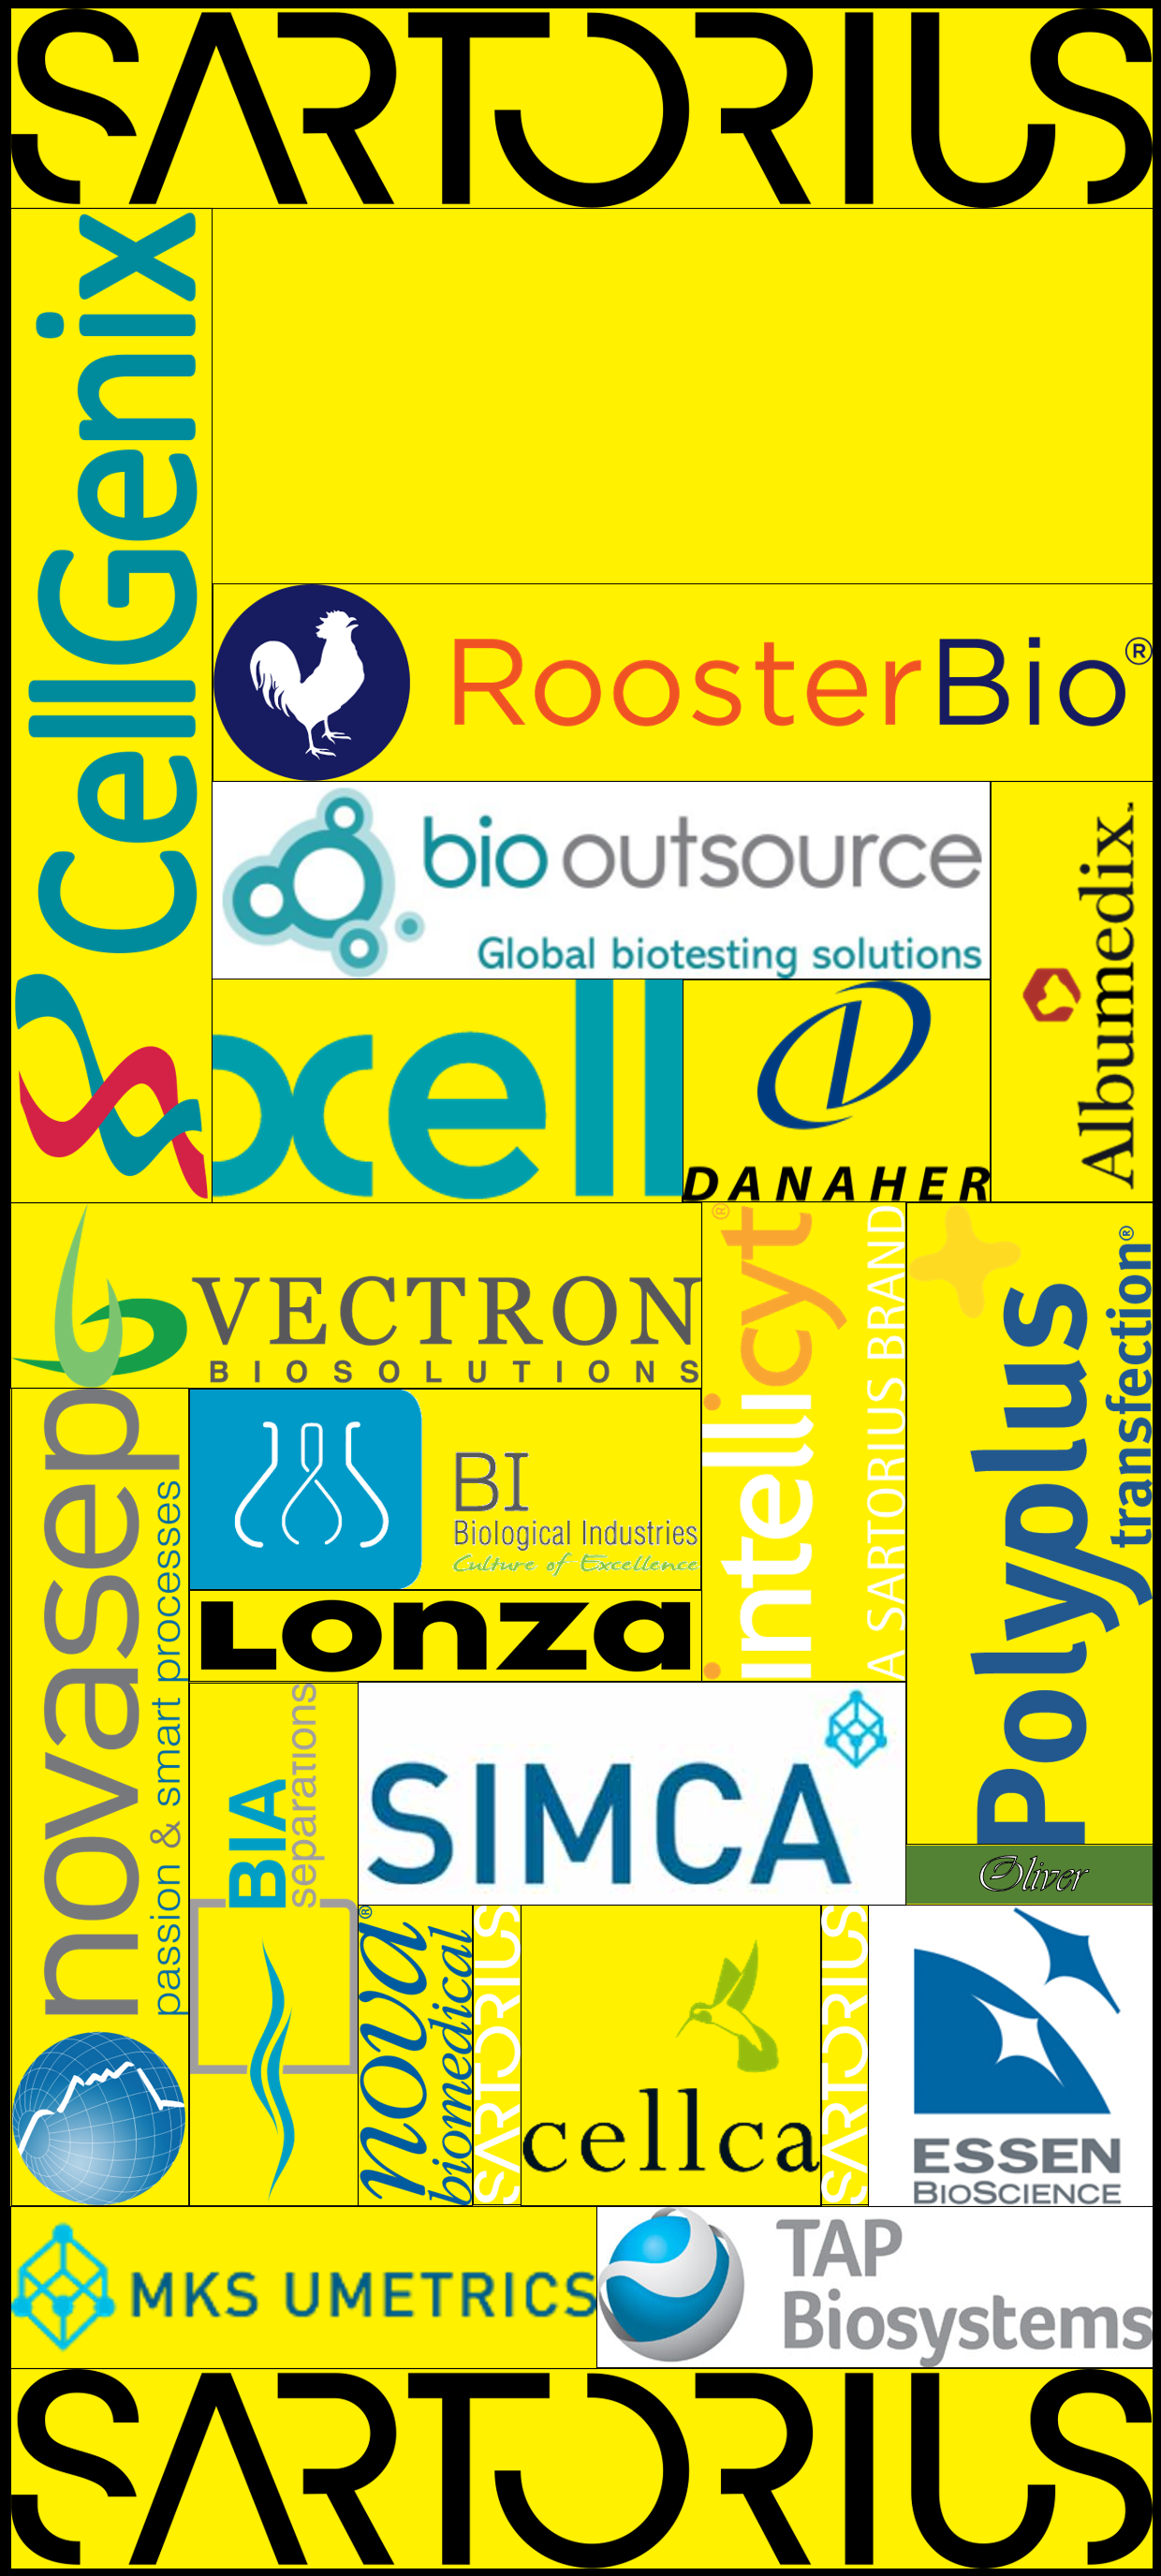 SARTORIUS
CellGenix
RoosterBio®
bio outsource
Global biotesting solutions
Albumedix™
xcell
DANAHER
VECTRON
BIOSOLUTIONS
intellicyt®
A SARTORIUS BRAND
Polyplus
transfection®
novasep
passion & smart processes
BI
Biological Industries
Culture of Excellence
Lonza
BIA
separations
SIMCA
Oliver
nova®
biomedical
SARTORIUS
cellca
SARTORIUS
ESSEN
BIOSCIENCE
MKS UMETRICS
TAP
Biosystems
SARTORIUS